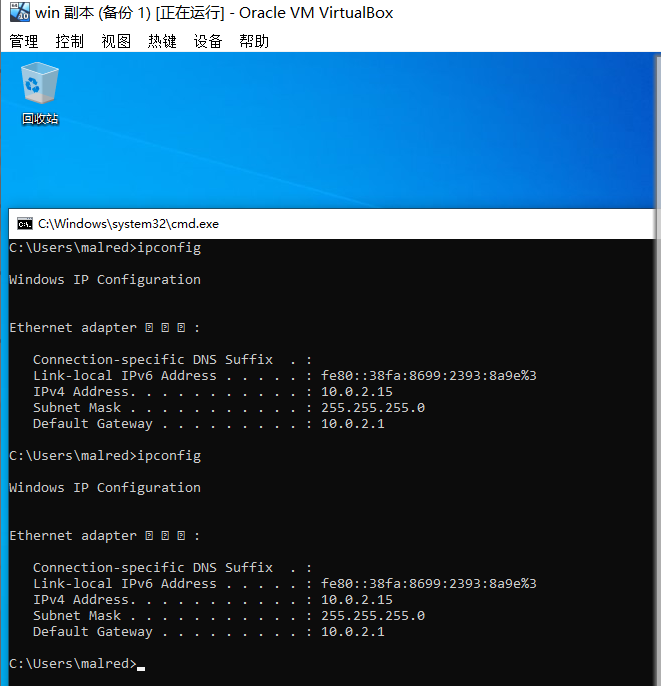 win 副本 (备份 1) [正在运行] - Oracle VM VirtualBox
管理 控制 视图 热键 设备 帮助
回收站
C:\Windows\system32\cmd.exe
C:\Users\malred>ipconfig
Windows IP Configuration
Ethernet adapter :
Connection-specific DNS Suffix . :
Link-local IPv6 Address . . . . . : fe80::38fa:8699:2393:8a9e%3
IPv4 Address. . . . . . . . . . . : 10.0.2.15
Subnet Mask . . . . . . . . . . . : 255.255.255.0
Default Gateway . . . . . . . . . : 10.0.2.1
C:\Users\malred>ipconfig
Windows IP Configuration
Ethernet adapter :
Connection-specific DNS Suffix . :
Link-local IPv6 Address . . . . . : fe80::38fa:8699:2393:8a9e%3
IPv4 Address. . . . . . . . . . . : 10.0.2.15
Subnet Mask . . . . . . . . . . . : 255.255.255.0
Default Gateway . . . . . . . . . : 10.0.2.1
C:\Users\malred>